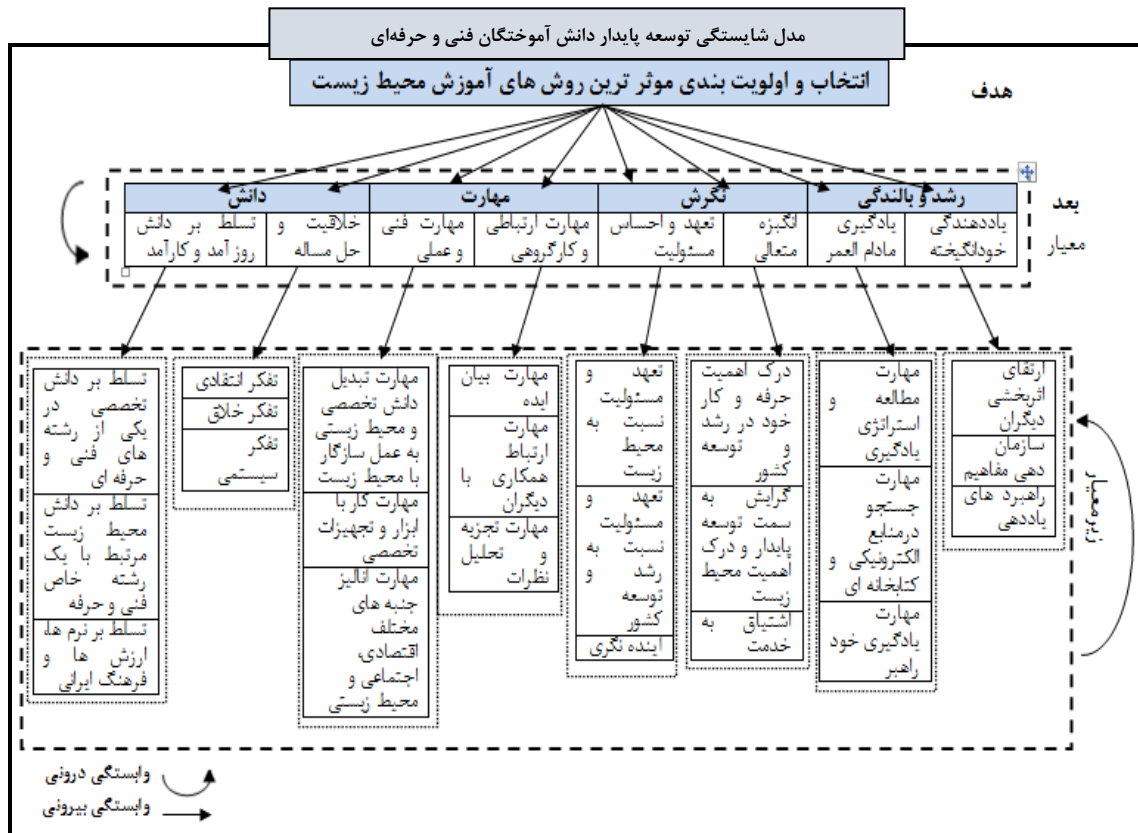 مدل شایستگی توسعه پایدار دانش آموختگان فنی و حرفه‌ای
انتخاب و اولویت بندی موثر ترین روش های آموزش محیط زیست
هدف
بعد
رشد و بالندگی
نگرش
مهارت
دانش
معیار
یاددهندگی
خودانگیخته
یادگیری
مادام العمر
انگیزه
متعالی
تعهد و احساس
مسئولیت
مهارت ارتباطی
و کارگروهی
مهارت فنی
و عملی
خلاقیت و
حل مساله
تسلط بر دانش
روز آمد و کارآمد
زیرمعیار
ارتقای
اثربخشی
دیگران
سازمان
دهی مفاهیم
راهبرد های
یاددهی
مهارت
مطالعه و
استراتژی
یادگیری
مهارت
جستجو
درمنابع
الکترونیکی و
کتابخانه ای
مهارت
یادگیری خود
راهبر
درک اهمیت
حرفه و کار
خود در رشد
و توسعه
کشور
گرایش به
سمت توسعه
پایدار و درک
اهمیت محیط
زیست
اشتیاق به
خدمت
تعهد و
مسئولیت
نسبت به
محیط
زیست
تعهد و
مسئولیت
نسبت به
رشد و
توسعه
کشور
آینده نگری
مهارت بیان
ایده
مهارت
ارتباط
همکاری با
دیگران
مهارت تجزیه
و تحلیل
نظرات
مهارت تبدیل
دانش تخصصی
و محیط زیستی
به عمل سازگار
با محیط زیست
مهارت کار با
ابزار و تجهیزات
تخصصی
مهارت آنالیز
جنبه های
مختلف
اقتصادی،
اجتماعی و
محیط زیستی
تفکر انتقادی
تفکر خلاق
تفکر
سیستمی
تسلط بر دانش
تخصصی در
یکی از رشته
های فنی و
حرفه ای
تسلط بر دانش
محیط زیست
مرتبط با یک
رشته خاص
فنی و حرفه
تسلط بر نرم ها،
ارزش ها و
فرهنگ ایرانی
وابستگی درونی
وابستگی بیرونی